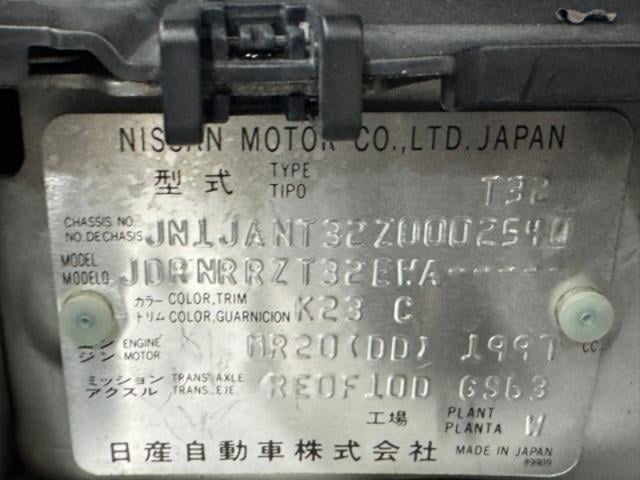 NISSAN MOTOR CO.,LTD. JAPAN
型式 TYPE TIPO T32
CHASSIS NO. NO.DE CHASIS JN1JANT32Z0002540
MODEL MODELO JDRNRRZT32EWA------
カラー COLOR,TRIM トリム COLOR,GUARNICION K23 C
エンジン ENGINE MOTOR MR20(DD) 1997 CC
ミッション TRANS AXLE アクスル TRANS. EJE RE0F10D GS63
工場 PLANT PLANTA W
日産自動車株式会社 MADE IN JAPAN
89909